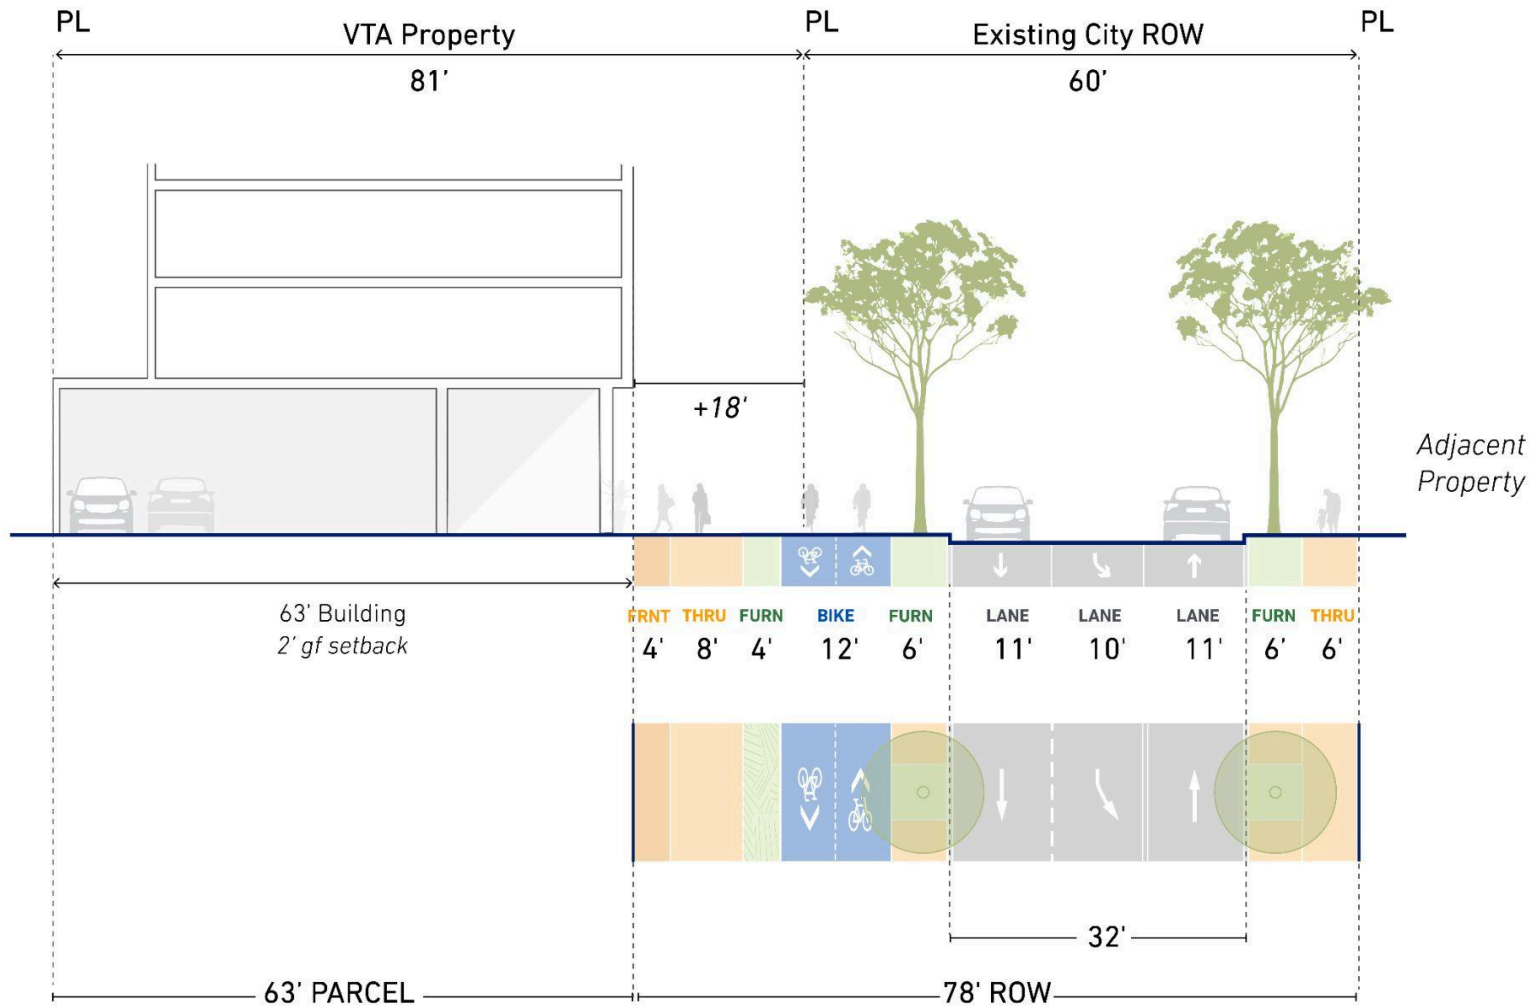 PL
PL
PL
VTA Property
Existing City ROW
81'
60'
+18'
Adjacent
Property
63' Building
2' gf setback
FRNT THRU FURN BIKE FURN LANE LANE LANE FURN THRU
4' 8' 4' 12' 6' 11' 10' 11' 6' 6'
32'
63' PARCEL
78' ROW